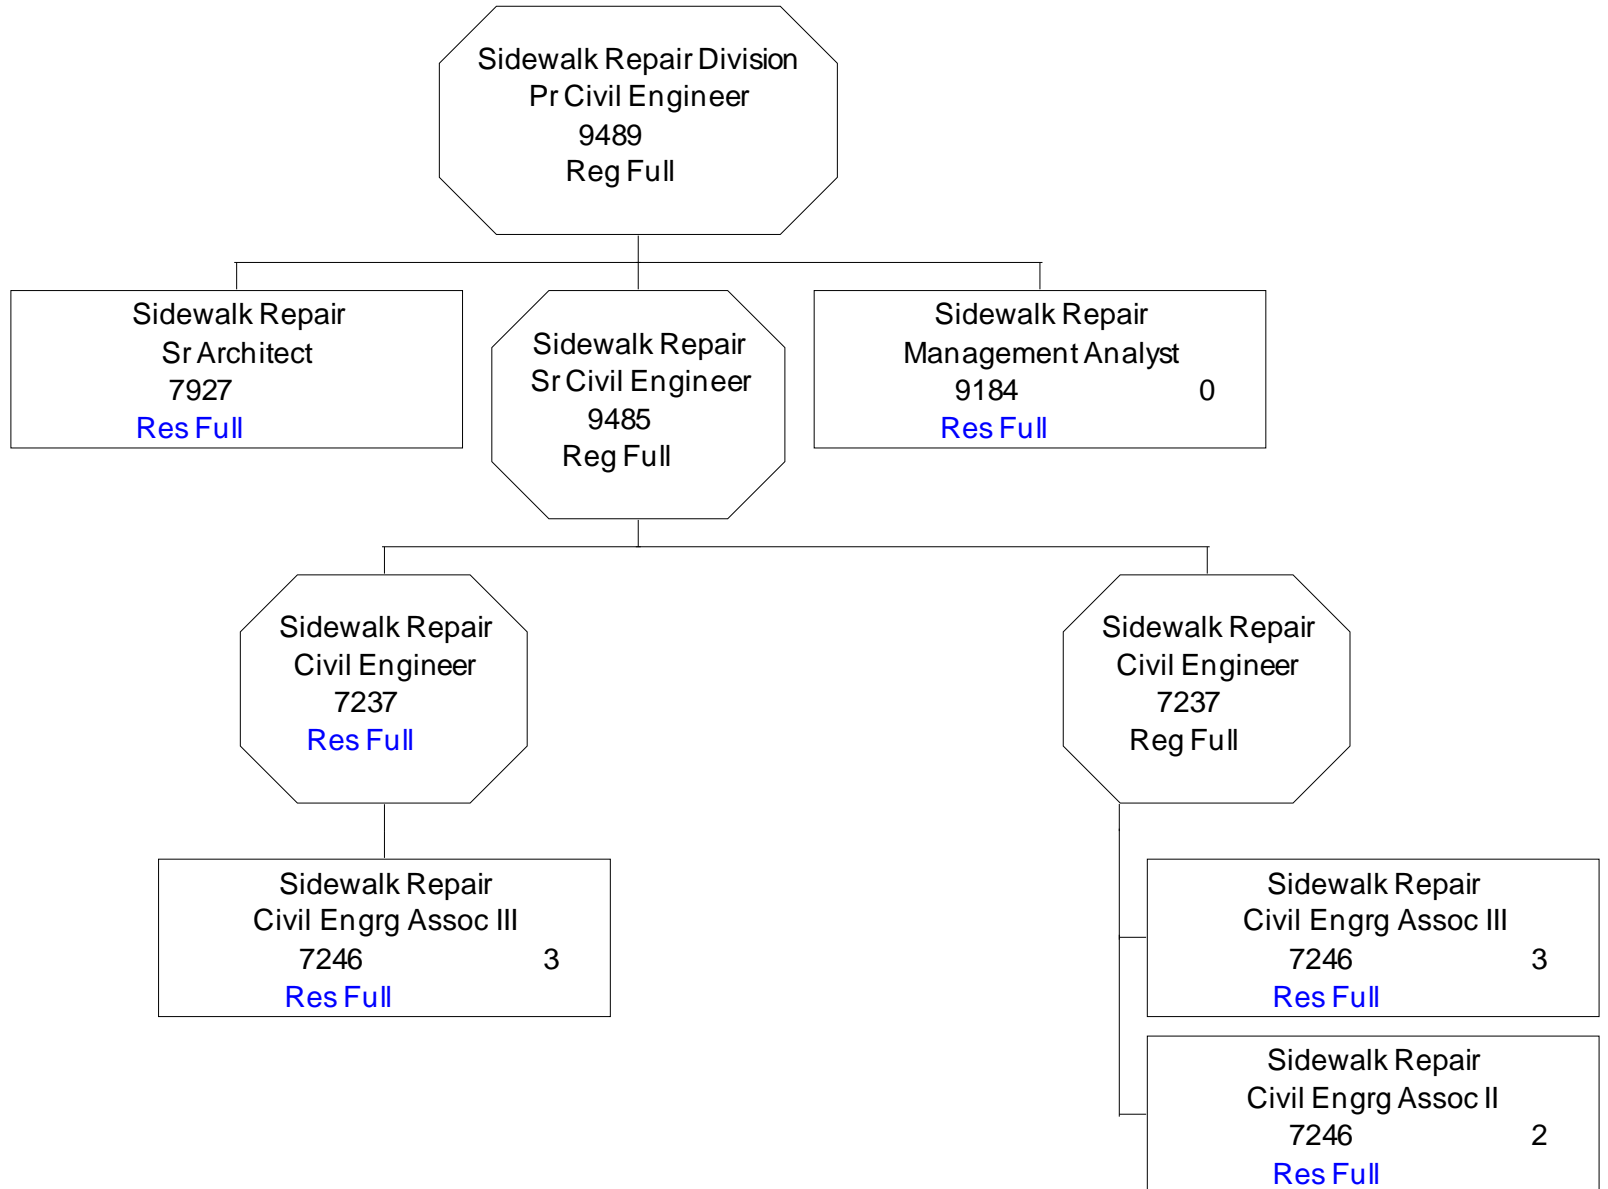 Sidewalk Repair Division
Pr Civil Engineer
9489
Reg Full
Sidewalk Repair
Sr Architect
7927
Res Full
Sidewalk Repair
Sr Civil Engineer
9485
Reg Full
Sidewalk Repair
Management Analyst
9184 0
Res Full
Sidewalk Repair
Civil Engineer
7237
Res Full
Sidewalk Repair
Civil Engineer
7237
Reg Full
Sidewalk Repair
Civil Engrg Assoc III
7246 3
Res Full
Sidewalk Repair
Civil Engrg Assoc III
7246 3
Res Full
Sidewalk Repair
Civil Engrg Assoc II
7246 2
Res Full